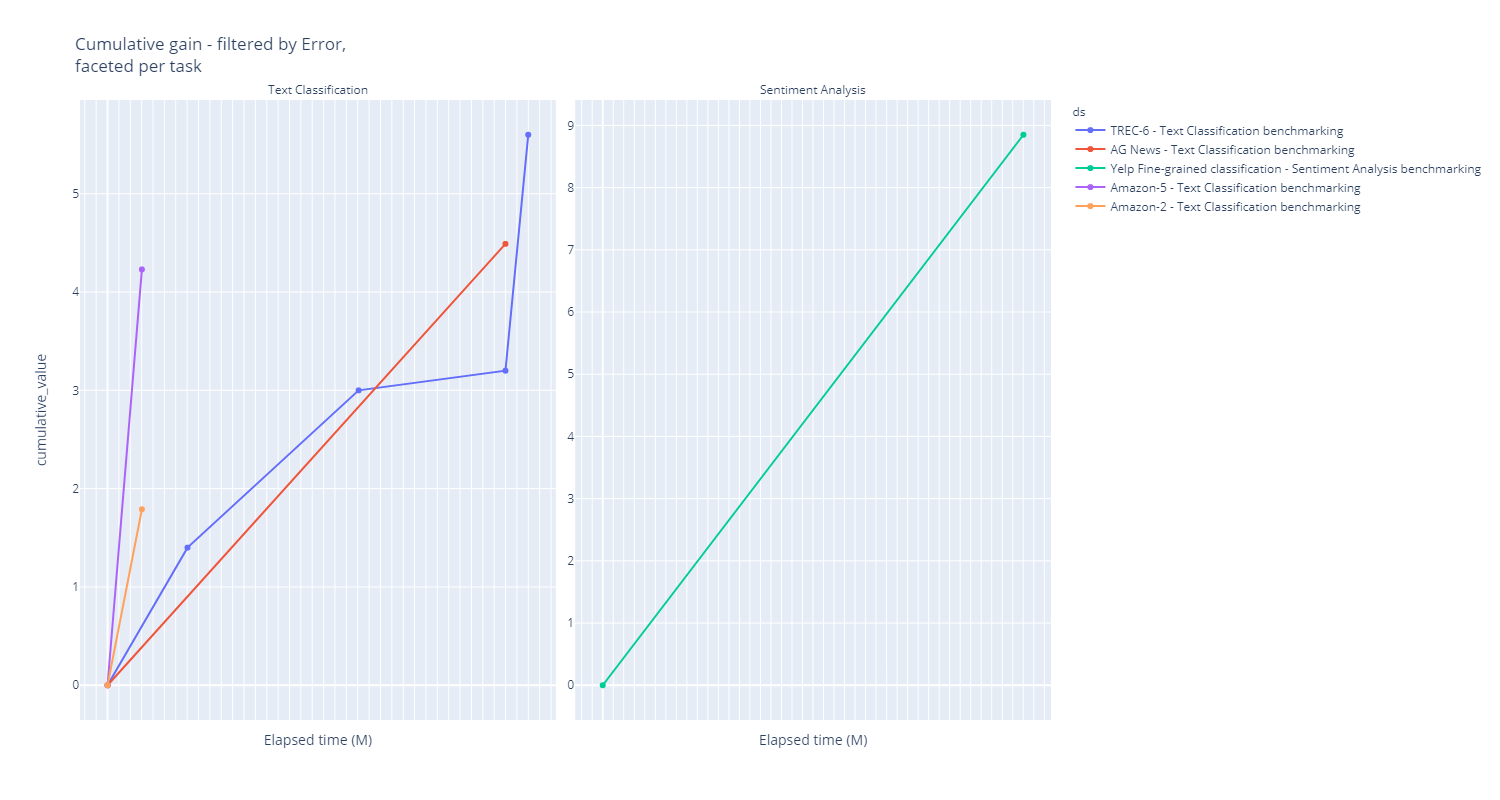 Cumulative gain - filtered by Error,
faceted per task
Text Classification
Sentiment Analysis
cumulative_value
5
4
3
2
1
0
9
8
7
6
5
4
3
2
1
0
Elapsed time (M)
Elapsed time (M)
ds
TREC-6 - Text Classification benchmarking
AG News - Text Classification benchmarking
Yelp Fine-grained classification - Sentiment Analysis benchmarking
Amazon-5 - Text Classification benchmarking
Amazon-2 - Text Classification benchmarking